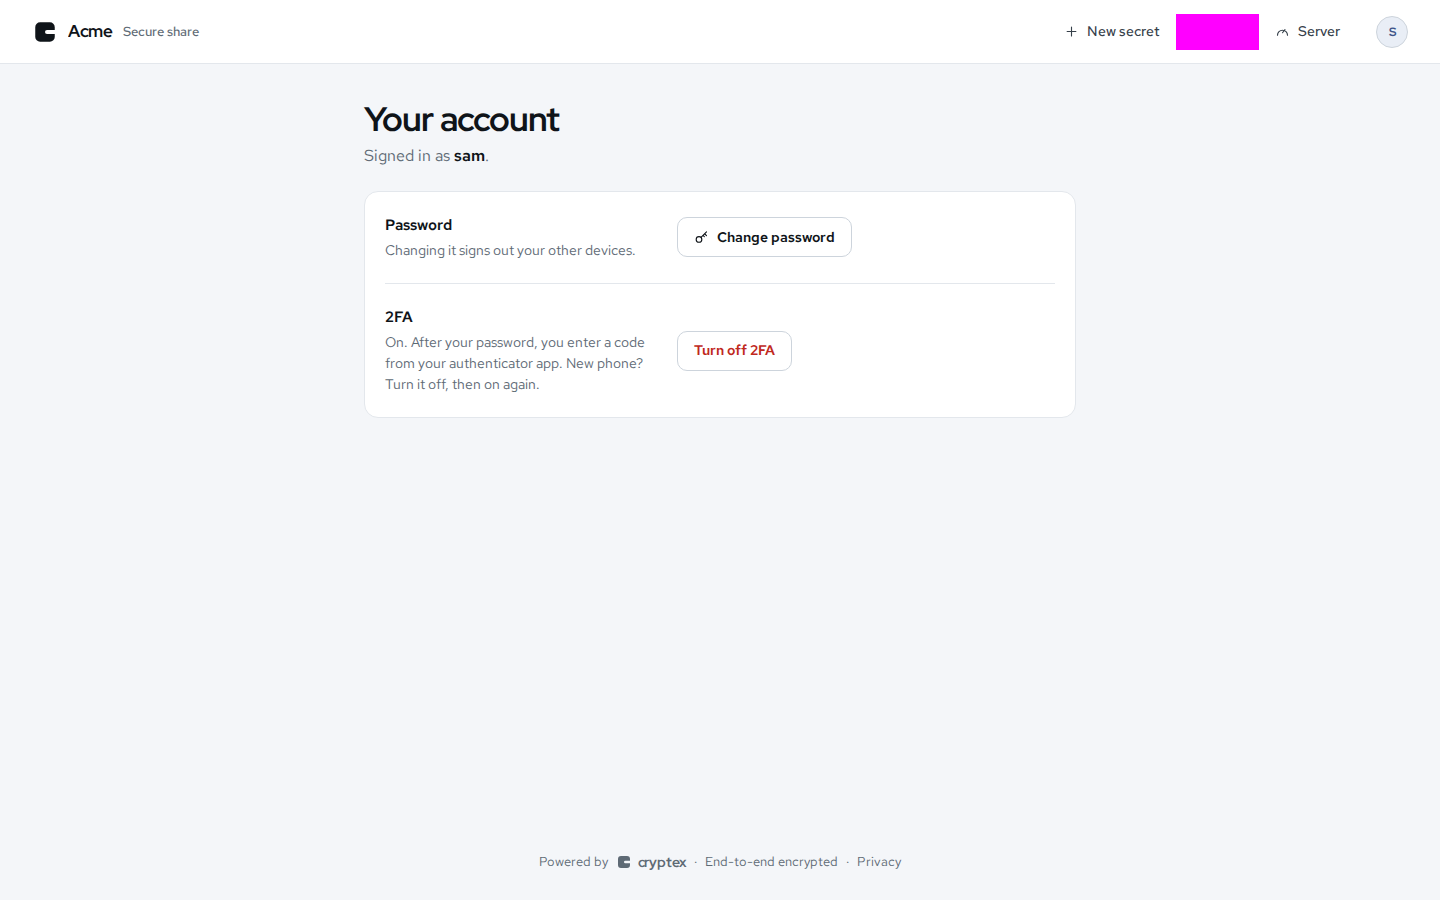 Acme Secure share
New secret
Server
S
Your account
Signed in as sam.
Password
Changing it signs out your other devices.
Change password
2FA
On. After your password, you enter a code
from your authenticator app. New phone?
Turn it off, then on again.
Turn off 2FA
Powered by cryptex · End-to-end encrypted · Privacy